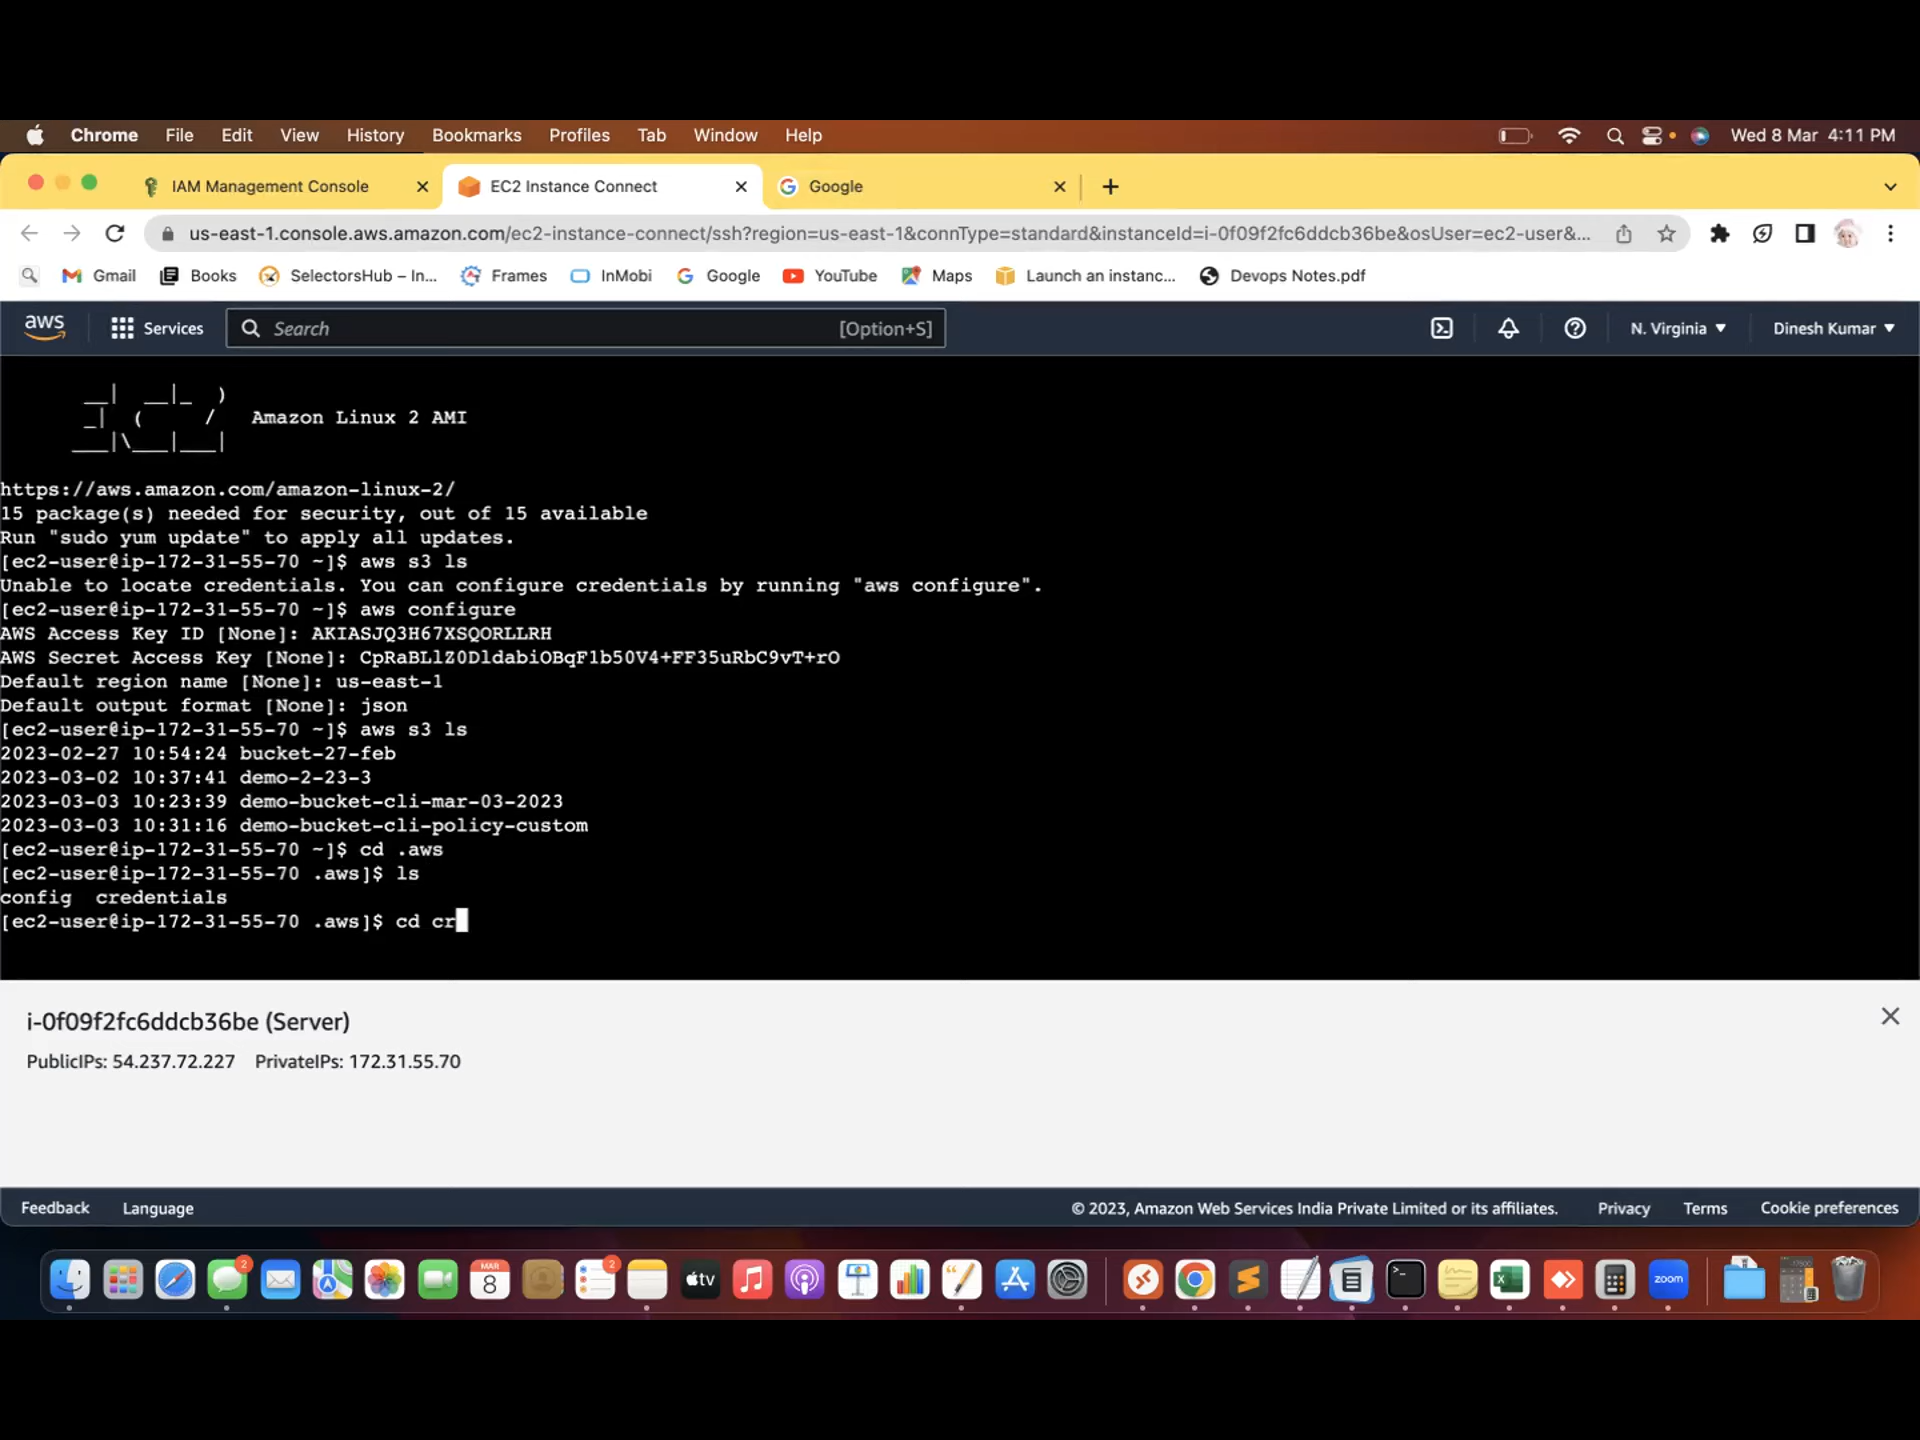 Chrome File Edit View History Bookmarks Profiles Tab Window Help Wed 8 Mar 4:11 PM
IAM Management Console EC2 Instance Connect Google
us-east-1.console.aws.amazon.com/ec2-instance-connect/ssh?region=us-east-1&connType=standard&instanceId=i-0f09f2fc6ddcb36be&osUser=ec2-user&...
Gmail Books SelectorsHub – In... Frames InMobi Google YouTube Maps Launch an instanc... Devops Notes.pdf
aws Services Search [Option+S] N. Virginia Dinesh Kumar
__|  __|_  )
_|  (     /   Amazon Linux 2 AMI
___|\___|___|
https://aws.amazon.com/amazon-linux-2/
15 package(s) needed for security, out of 15 available
Run "sudo yum update" to apply all updates.
[ec2-user@ip-172-31-55-70 ~]$ aws s3 ls
Unable to locate credentials. You can configure credentials by running "aws configure".
[ec2-user@ip-172-31-55-70 ~]$ aws configure
AWS Access Key ID [None]: AKIASJQ3H67XSQORLLRH
AWS Secret Access Key [None]: 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
Default region name [None]: us-east-1
Default output format [None]: json
[ec2-user@ip-172-31-55-70 ~]$ aws s3 ls
2023-02-27 10:54:24 bucket-27-feb
2023-03-02 10:37:41 demo-2-23-3
2023-03-03 10:23:39 demo-bucket-cli-mar-03-2023
2023-03-03 10:31:16 demo-bucket-cli-policy-custom
[ec2-user@ip-172-31-55-70 ~]$ cd .aws
[ec2-user@ip-172-31-55-70 .aws]$ ls
config  credentials
[ec2-user@ip-172-31-55-70 .aws]$ cd cr
i-0f09f2fc6ddcb36be (Server)
PublicIPs: 54.237.72.227 PrivateIPs: 172.31.55.70
Feedback Language © 2023, Amazon Web Services India Private Limited or its affiliates. Privacy Terms Cookie preferences
2 MAR 8 2 tv zoom